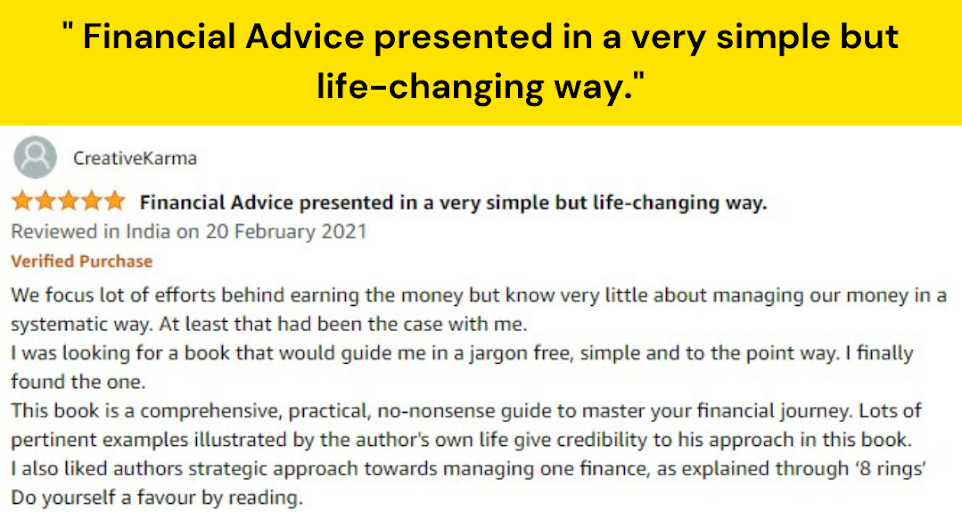 " Financial Advice presented in a very simple but
life-changing way."
CreativeKarma
Financial Advice presented in a very simple but life-changing way.
Reviewed in India on 20 February 2021
Verified Purchase
We focus lot of efforts behind earning the money but know very little about managing our money in a
systematic way. At least that had been the case with me.
I was looking for a book that would guide me in a jargon free, simple and to the point way. I finally
found the one.
This book is a comprehensive, practical, no-nonsense guide to master your financial journey. Lots of
pertinent examples illustrated by the author's own life give credibility to his approach in this book.
I also liked authors strategic approach towards managing one finance, as explained through '8 rings'
Do yourself a favour by reading.